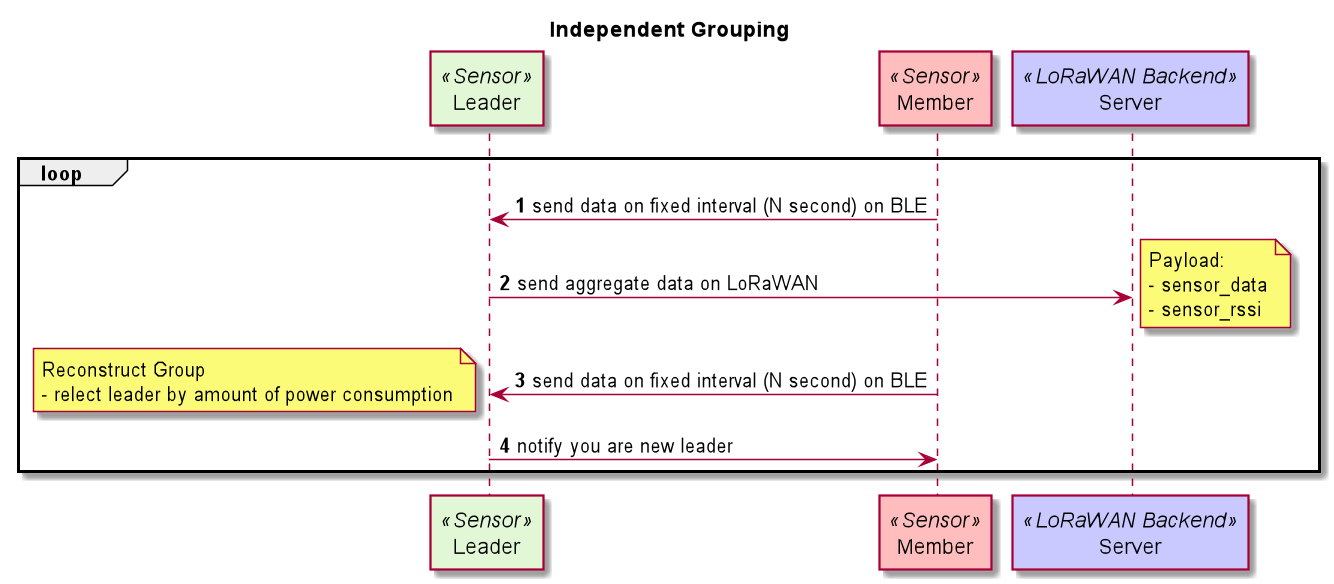 Independent Grouping
«Sensor»
Leader
«Sensor»
Member
«LoRaWAN Backend»
Server
loop
1 send data on fixed interval (N second) on BLE
2 send aggregate data on LoRaWAN
Payload:
- sensor_data
- sensor_rssi
Reconstruct Group
- relect leader by amount of power consumption
3 send data on fixed interval (N second) on BLE
4 notify you are new leader
«Sensor»
Leader
«Sensor»
Member
«LoRaWAN Backend»
Server